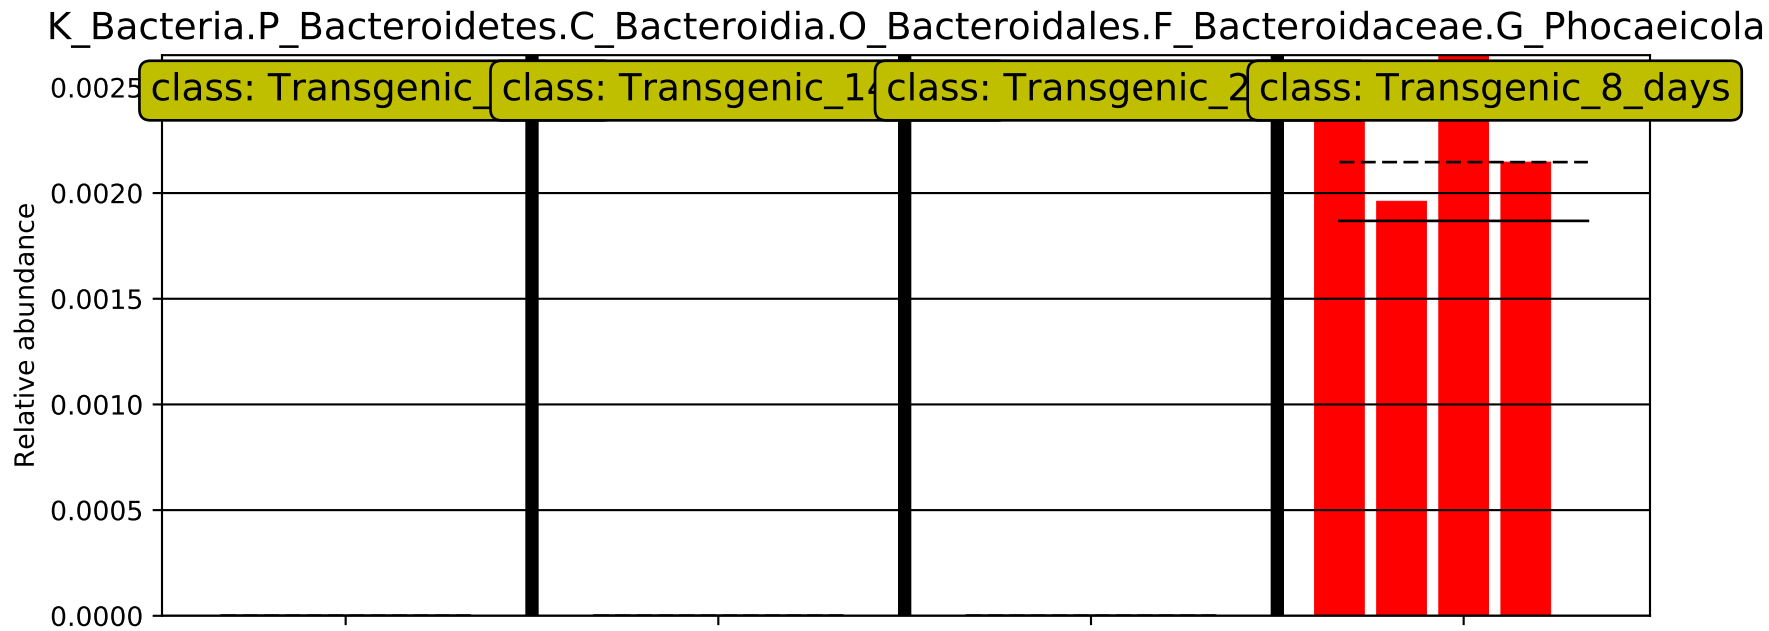 K_Bacteria.P_Bacteroidetes.C_Bacteroidia.O_Bacteroidales.F_Bacteroidaceae.G_Phocaeicola
class: Transgenic_
class: Transgenic_14
class: Transgenic_2
class: Transgenic_8_days
Relative abundance
0.0025
0.0020
0.0015
0.0010
0.0005
0.0000